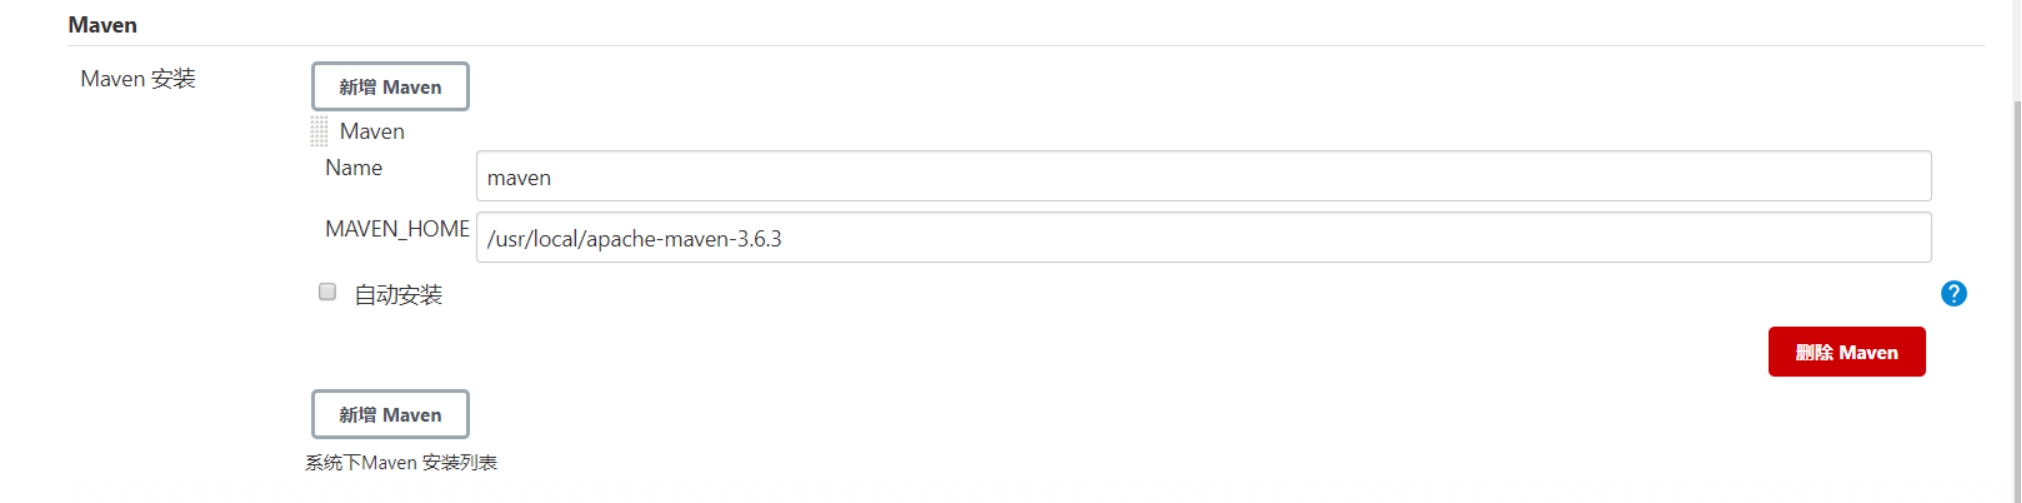 Maven
Maven 安装
新增 Maven
Maven
Name
maven
MAVEN_HOME
/usr/local/apache-maven-3.6.3
自动安装
?
删除 Maven
新增 Maven
系统下Maven 安装列表